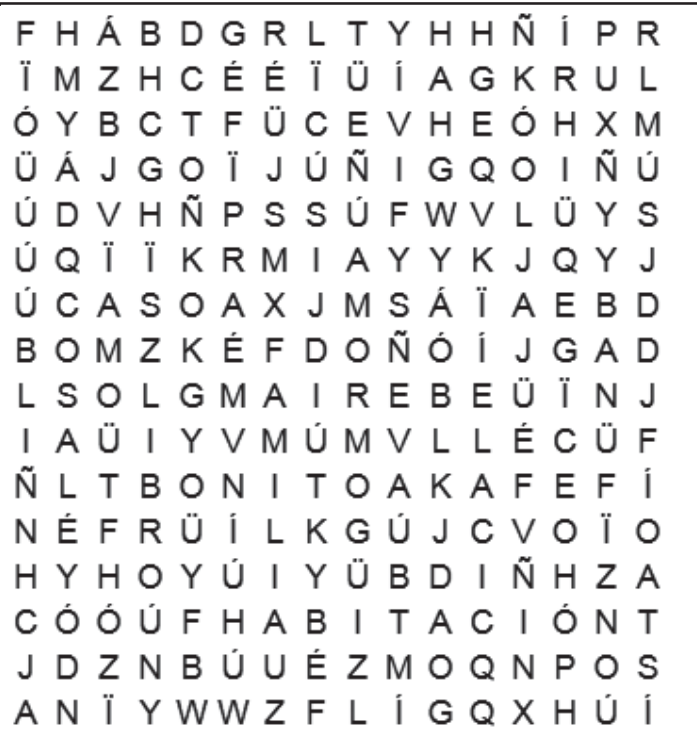 F H Á B D G R L T Y H H Ñ Í P R
Ï M Z H C É É Ï Ü Í A G K R U L
Ó Y B C T F Ü C E V H E Ó H X M
Ü Á J G O Ï J Ú Ñ I G Q O I Ñ Ú
Ú D V H Ñ P S S Ú F W V L Ü Y S
Ú Q Ï Ï K R M I A Y Y K J Q Y J
Ú C A S O A X J M S Á Ï A E B D
B O M Z K É F D O Ñ Ó Í J G A D
L S O L G M A I R E B E Ü Ï N J
I A Ü I Y V M Ú M V L L É C Ü F
Ñ L T B O N I T O A K A F E F Í
N É F R Ü Í L K G Ú J C V O Ï O
H Y H O Y Ú I Y Ü B D I Ñ H Z A
C Ó Ó Ú F H A B I T A C I Ó N T
J D Z N B Ú U É Z M O Q N P O S
A N Ï Y W W Z F L Í G Q X H Ú Í